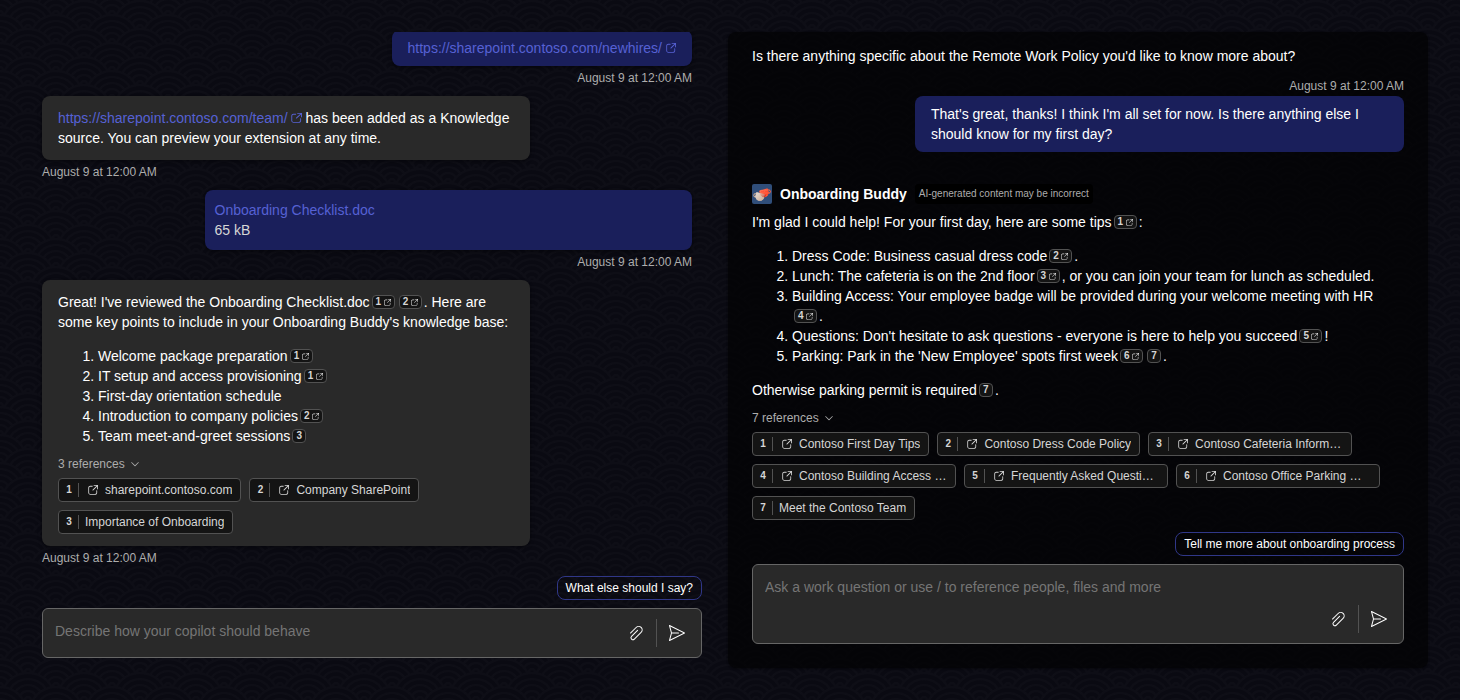 https://sharepoint.contoso.com/newhires/
August 9 at 12:00 AM
https://sharepoint.contoso.com/team/ has been added as a Knowledge
source. You can preview your extension at any time.
August 9 at 12:00 AM
Onboarding Checklist.doc
65 kB
August 9 at 12:00 AM
Great! I've reviewed the Onboarding Checklist.doc 1 2 . Here are
some key points to include in your Onboarding Buddy's knowledge base:
1. Welcome package preparation 1
2. IT setup and access provisioning 1
3. First-day orientation schedule
4. Introduction to company policies 2
5. Team meet-and-greet sessions 3
3 references
1 sharepoint.contoso.com 2 Company SharePoint
3 Importance of Onboarding
August 9 at 12:00 AM
What else should I say?
Describe how your copilot should behave
Is there anything specific about the Remote Work Policy you'd like to know more about?
August 9 at 12:00 AM
That's great, thanks! I think I'm all set for now. Is there anything else I
should know for my first day?
Onboarding Buddy AI-generated content may be incorrect
I'm glad I could help! For your first day, here are some tips 1 :
1. Dress Code: Business casual dress code 2 .
2. Lunch: The cafeteria is on the 2nd floor 3 , or you can join your team for lunch as scheduled.
3. Building Access: Your employee badge will be provided during your welcome meeting with HR
4 .
4. Questions: Don't hesitate to ask questions - everyone is here to help you succeed 5 !
5. Parking: Park in the 'New Employee' spots first week 6 7 .
Otherwise parking permit is required 7 .
7 references
1 Contoso First Day Tips 2 Contoso Dress Code Policy 3 Contoso Cafeteria Inform…
4 Contoso Building Access … 5 Frequently Asked Questi… 6 Contoso Office Parking …
7 Meet the Contoso Team
Tell me more about onboarding process
Ask a work question or use / to reference people, files and more